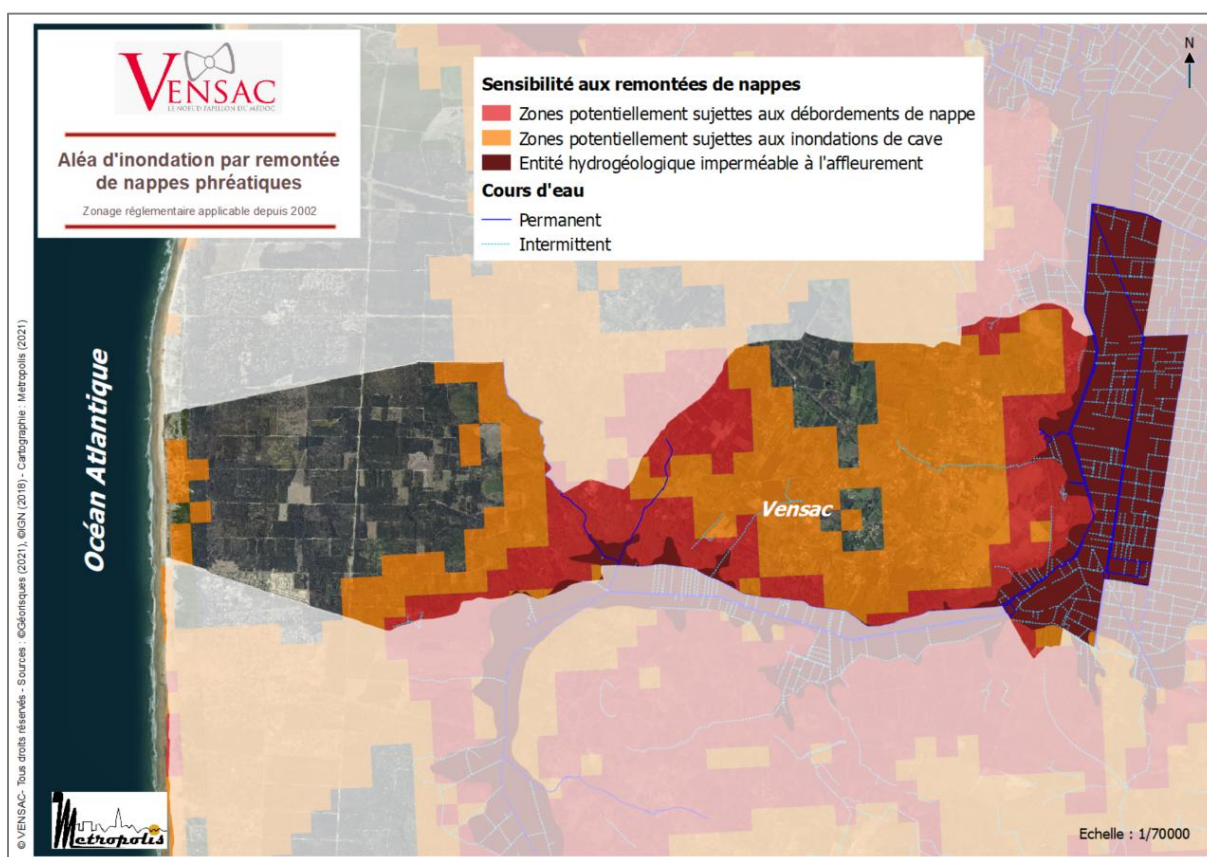 VENSAC
LE NOEUD PAPILLON DU MÉDOC
Aléa d'inondation par remontée
de nappes phréatiques
Zonage réglementaire applicable depuis 2002
Sensibilité aux remontées de nappes
Zones potentiellement sujettes aux débordements de nappe
Zones potentiellement sujettes aux inondations de cave
Entité hydrogéologique imperméable à l'affleurement
Cours d'eau
Permanent
Intermittent
N
Océan Atlantique
Vensac
© VENSAC- Tous droits réservés - Sources : ©Géorisques (2021), ©IGN (2018) - Cartographie : Metropolis (2021)
Metropolis
Echelle : 1/70000